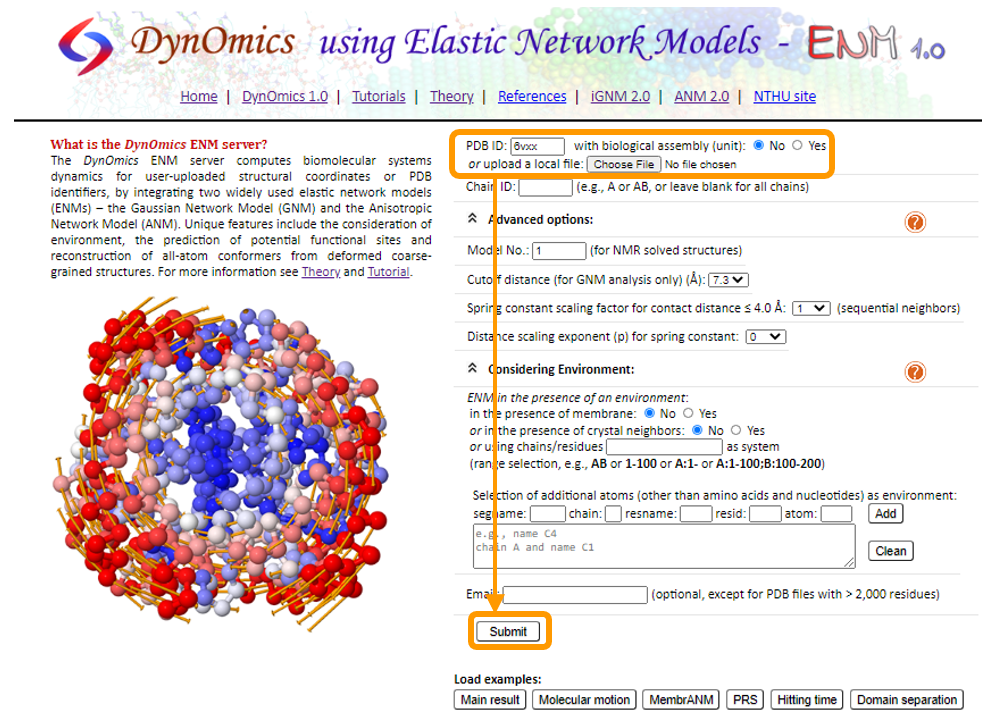 DynOmics using Elastic Network Models - ENM 1.0
Home | DynOmics 1.0 | Tutorials | Theory | References | iGNM 2.0 | ANM 2.0 | NTHU site
What is the DynOmics ENM server?
The DynOmics ENM server computes biomolecular systems
dynamics for user-uploaded structural coordinates or PDB
identifiers, by integrating two widely used elastic network models
(ENMs) – the Gaussian Network Model (GNM) and the Anisotropic
Network Model (ANM). Unique features include the consideration of
environment, the prediction of potential functional sites and
reconstruction of all-atom conformers from deformed coarse-
grained structures. For more information see Theory and Tutorial.
PDB ID: 6vxx with biological assembly (unit): No Yes
or upload a local file: Choose File No file chosen
Chain ID: (e.g., A or AB, or leave blank for all chains)
Advanced options: ?
Model No.: 1 (for NMR solved structures)
Cutoff distance (for GNM analysis only) (Å): 7.3
Spring constant scaling factor for contact distance ≤ 4.0 Å: 1 (sequential neighbors)
Distance scaling exponent (p) for spring constant: 0
Considering Environment: ?
ENM in the presence of an environment:
in the presence of membrane: No Yes
or in the presence of crystal neighbors: No Yes
or using chains/residues as system
(range selection, e.g., AB or 1-100 or A:1- or A:1-100;B:100-200)
Selection of additional atoms (other than amino acids and nucleotides) as environment:
segname: chain: resname: resid: atom: Add
e.g., name C4
chain A and name C1
Clean
Email: (optional, except for PDB files with > 2,000 residues)
Submit
Load examples:
Main result Molecular motion MembrANM PRS Hitting time Domain separation